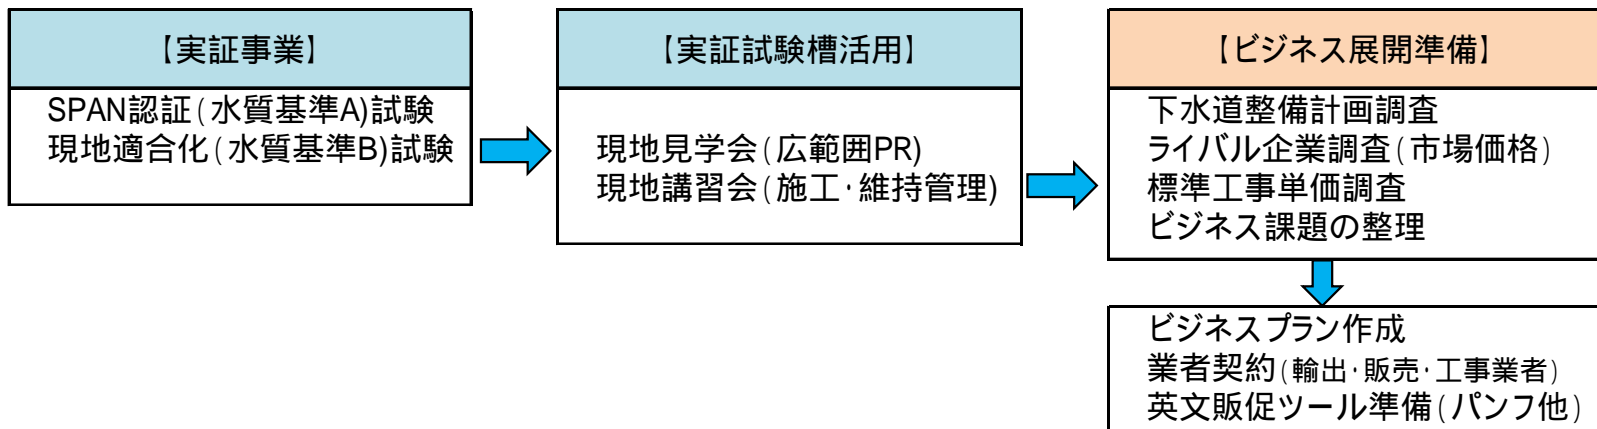 【実証事業】
SPAN認証(水質基準A)試験
現地適合化(水質基準B)試験
【実証試験槽活用】
現地見学会(広範囲PR)
現地講習会(施工・維持管理)
【ビジネス展開準備】
下水道整備計画調査
ライバル企業調査(市場価格)
標準工事単価調査
ビジネス課題の整理
ビジネスプラン作成
業者契約(輸出・販売・工事業者)
英文販促ツール準備(パンフ他)